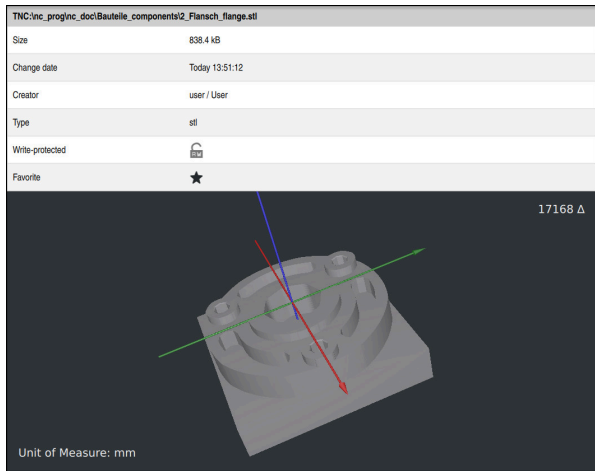 TNC:\nc_prog\nc_doc\Bauteile_components\2_Flansch_flange.stl
Size 838.4 kB
Change date Today 13:51:12
Creator user / User
Type stl
Write-protected
Favorite
17168 Δ
Unit of Measure: mm